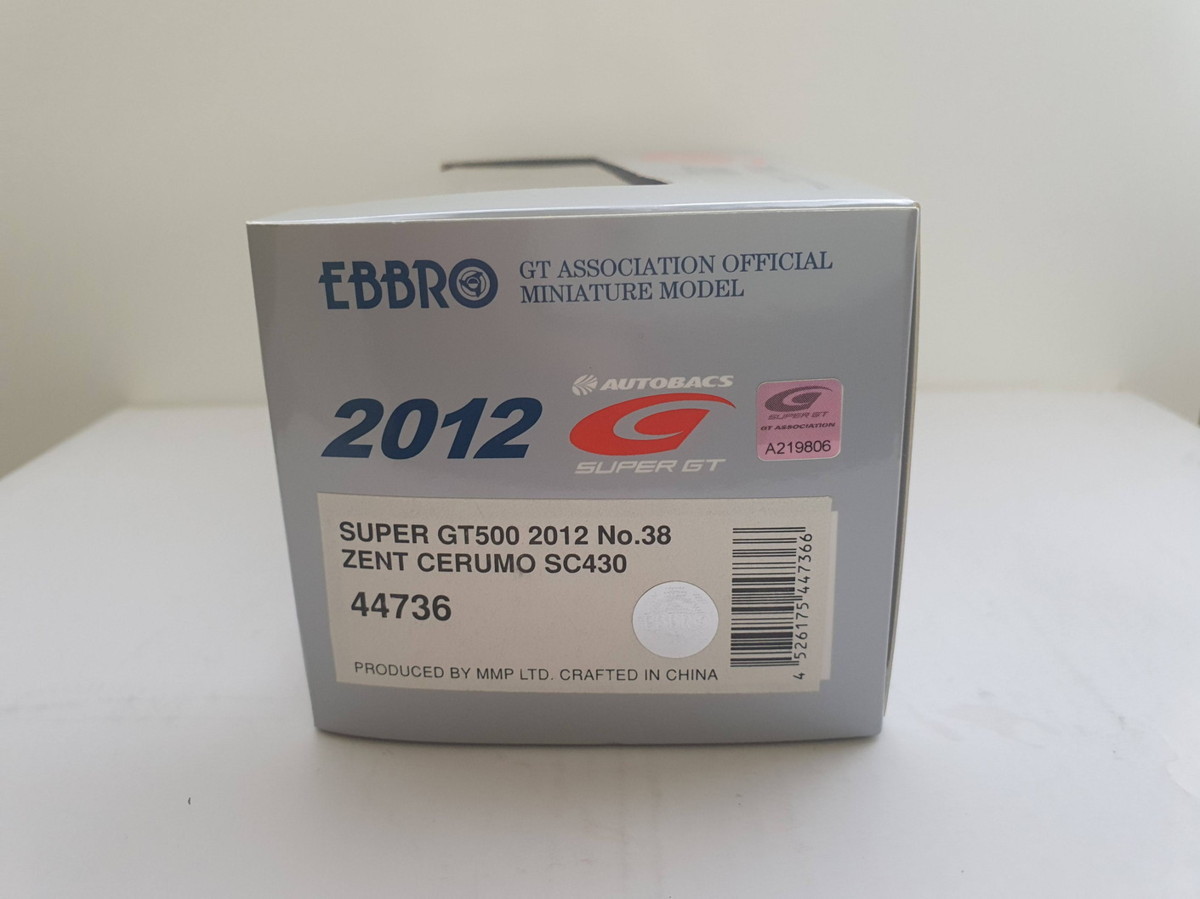 EBBRO
GT ASSOCIATION OFFICIAL
MINIATURE MODEL
2012
AUTOBACS
SUPER GT
SUPER GT
GT ASSOCIATION
A219806
SUPER GT500 2012 No.38
ZENT CERUMO SC430
44736
EBBRO
PRODUCED BY MMP LTD. CRAFTED IN CHINA
4 526175 447366